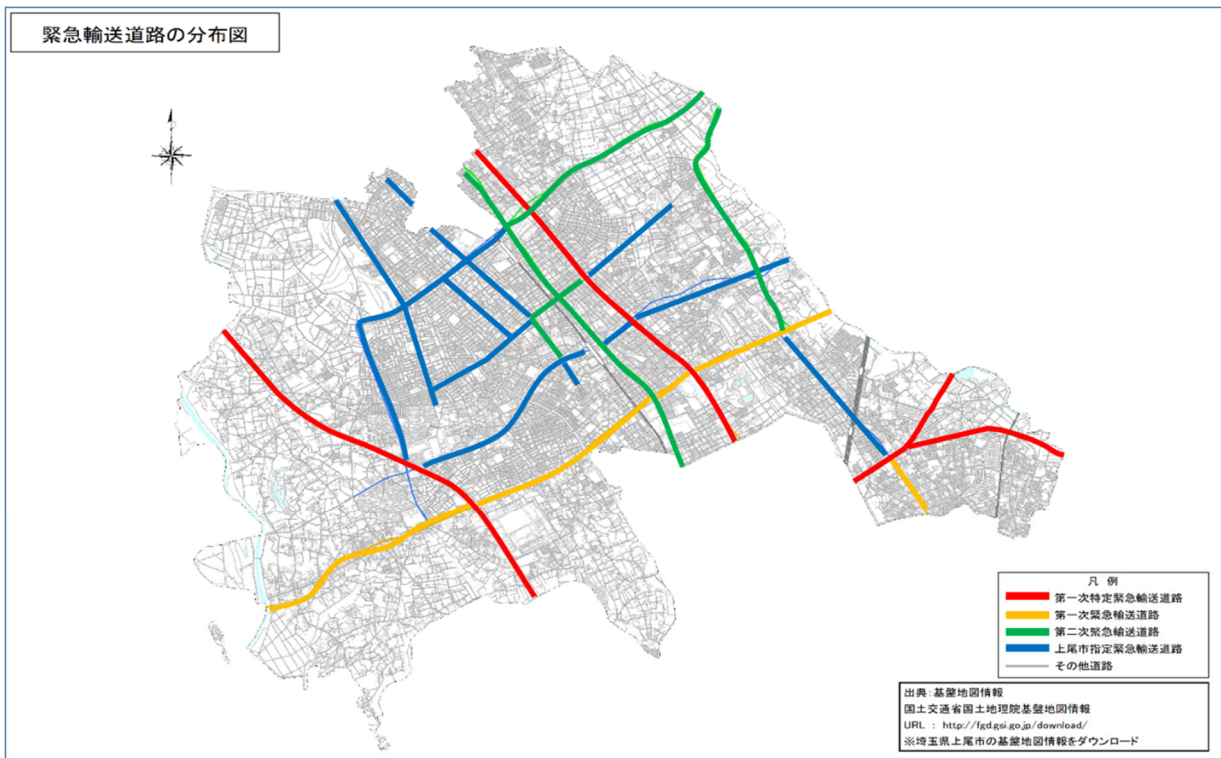 緊急輸送道路の分布図
凡 例
第一次特定緊急輸送道路
第一次緊急輸送道路
第二次緊急輸送道路
上尾市指定緊急輸送道路
その他道路
出典:基盤地図情報
国土交通省国土地理院基盤地図情報
URL : http://fgd.gsi.go.jp/download/
※埼玉県上尾市の基盤地図情報をダウンロード